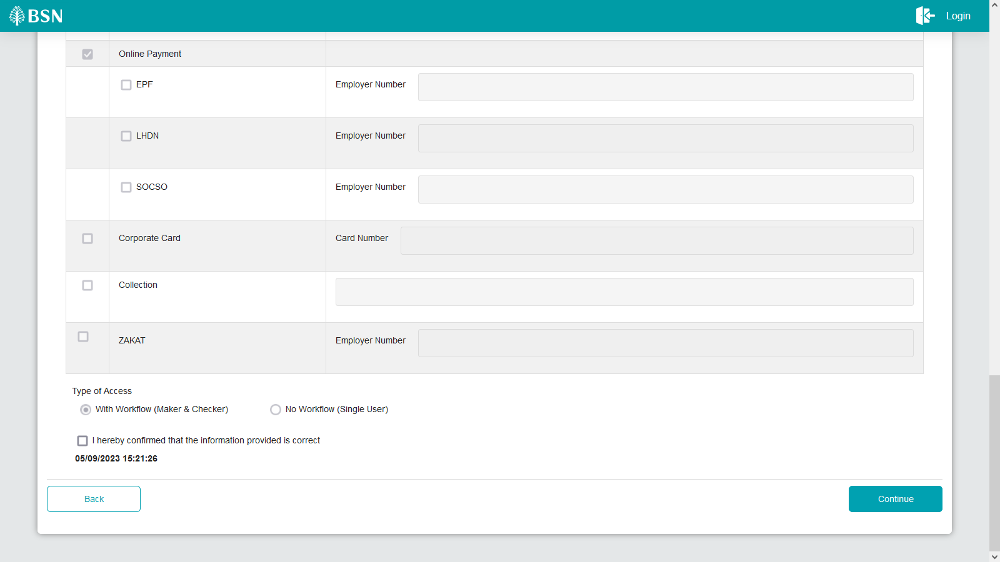 BSN
Login
Online Payment
EPF
Employer Number
LHDN
Employer Number
SOCSO
Employer Number
Corporate Card
Card Number
Collection
ZAKAT
Employer Number
Type of Access
With Workflow (Maker & Checker)
No Workflow (Single User)
I hereby confirmed that the information provided is correct
05/09/2023 15:21:26
Back
Continue